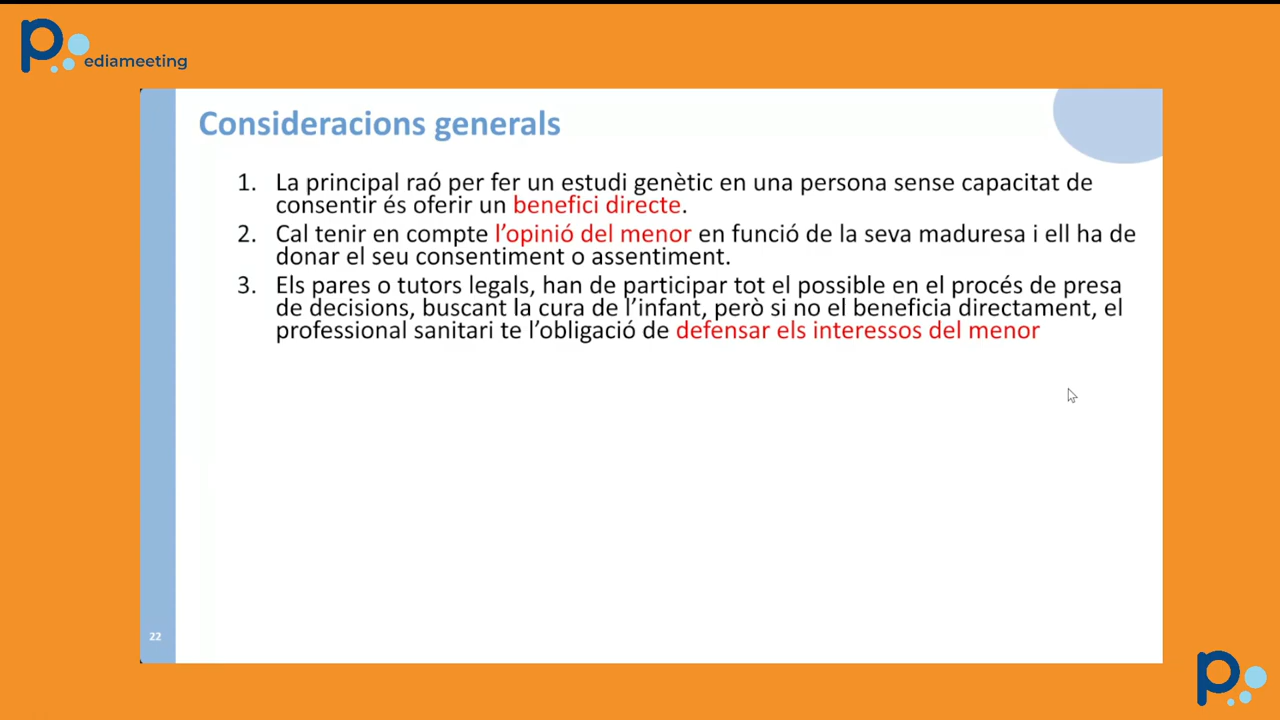 Pediameeting
Consideracions generals
1. La principal raó per fer un estudi genètic en una persona sense capacitat de
consentir és oferir un benefici directe.
2. Cal tenir en compte l’opinió del menor en funció de la seva maduresa i ell ha de
donar el seu consentiment o assentiment.
3. Els pares o tutors legals, han de participar tot el possible en el procés de presa
de decisions, buscant la cura de l’infant, però si no el beneficia directament, el
professional sanitari te l’obligació de defensar els interessos del menor
22
P